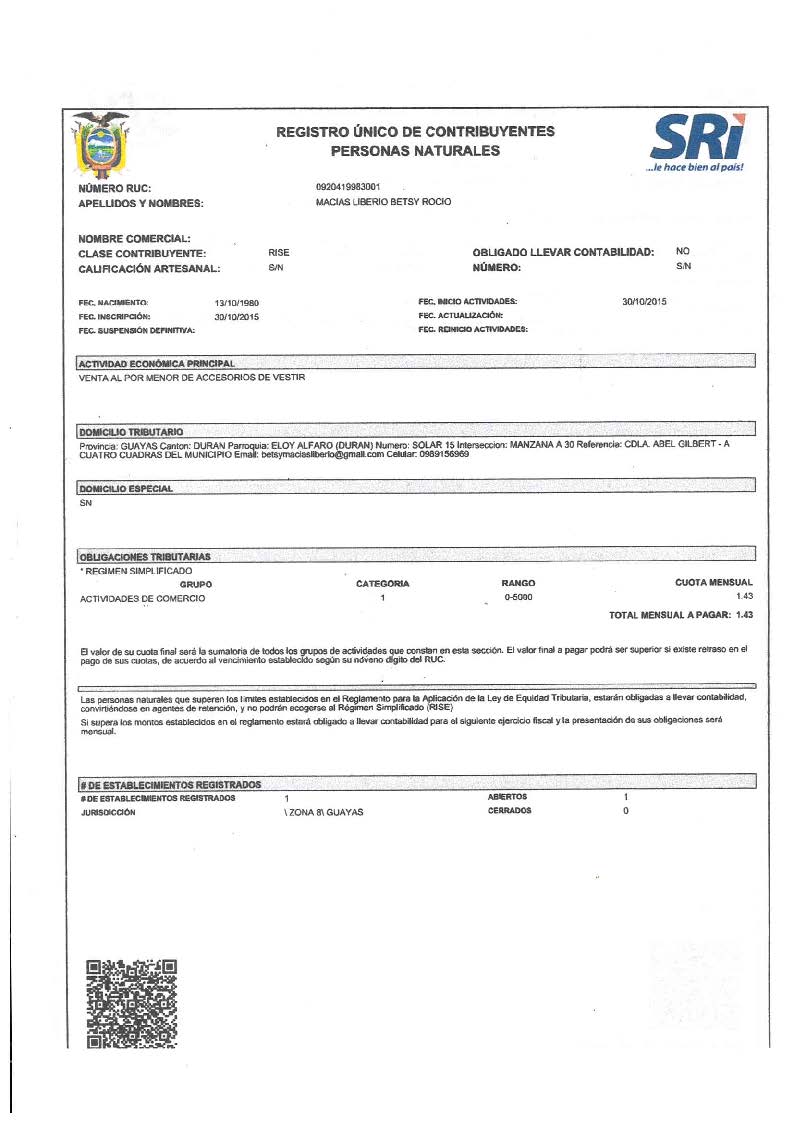 REGISTRO ÚNICO DE CONTRIBUYENTES
PERSONAS NATURALES
SRi
...le hace bien al país!
NÚMERO RUC: 0920419983001
APELLIDOS Y NOMBRES: MACIAS LIBERIO BETSY ROCIO
NOMBRE COMERCIAL:
CLASE CONTRIBUYENTE: RISE OBLIGADO LLEVAR CONTABILIDAD: NO
CALIFICACIÓN ARTESANAL: S/N NÚMERO: S/N
FEC. NACIMIENTO: 13/10/1980 FEC. INICIO ACTIVIDADES: 30/10/2015
FEC. INSCRIPCIÓN: 30/10/2015 FEC. ACTUALIZACIÓN:
FEC. SUSPENSIÓN DEFINITIVA: FEC. REINICIO ACTIVIDADES:
ACTIVIDAD ECONÓMICA PRINCIPAL
VENTA AL POR MENOR DE ACCESORIOS DE VESTIR
DOMICILIO TRIBUTARIO
Provincia: GUAYAS Canton: DURAN Parroquia: ELOY ALFARO (DURAN) Numero: SOLAR 15 Interseccion: MANZANA A 30 Referencia: CDLA. ABEL GILBERT - A
CUATRO CUADRAS DEL MUNICIPIO Email: betsymaciasliberio@gmail.com Celular: 0989156969
DOMICILIO ESPECIAL
SN
OBLIGACIONES TRIBUTARIAS
* REGIMEN SIMPLIFICADO
GRUPO CATEGORIA RANGO CUOTA MENSUAL
ACTIVIDADES DE COMERCIO 1 0-5000 1.43
TOTAL MENSUAL A PAGAR: 1.43
El valor de su cuota final será la sumatoria de todos los grupos de actividades que constan en esta sección. El valor final a pagar podrá ser superior si existe retraso en el
pago de sus cuotas, de acuerdo al vencimiento establecido según su noveno dígito del RUC.
Las personas naturales que superen los límites establecidos en el Reglamento para la Aplicación de la Ley de Equidad Tributaria, estarán obligadas a llevar contabilidad,
convirtiéndose en agentes de retención, y no podrán acogerse al Régimen Simplificado (RISE)
Si supera los montos establecidos en el reglamento estará obligado a llevar contabilidad para el siguiente ejercicio fiscal y la presentación de sus obligaciones será
mensual.
# DE ESTABLECIMIENTOS REGISTRADOS
# DE ESTABLECIMIENTOS REGISTRADOS 1 ABIERTOS 1
JURISDICCIÓN \ ZONA 8\ GUAYAS CERRADOS 0